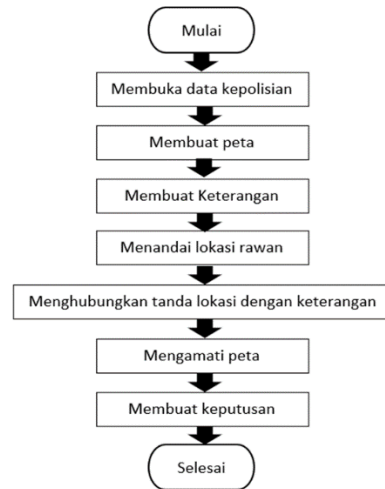 Mulai
Membuka data kepolisian
Membuat peta
Membuat Keterangan
Menandai lokasi rawan
Menghubungkan tanda lokasi dengan keterangan
Mengamati peta
Membuat keputusan
Selesai